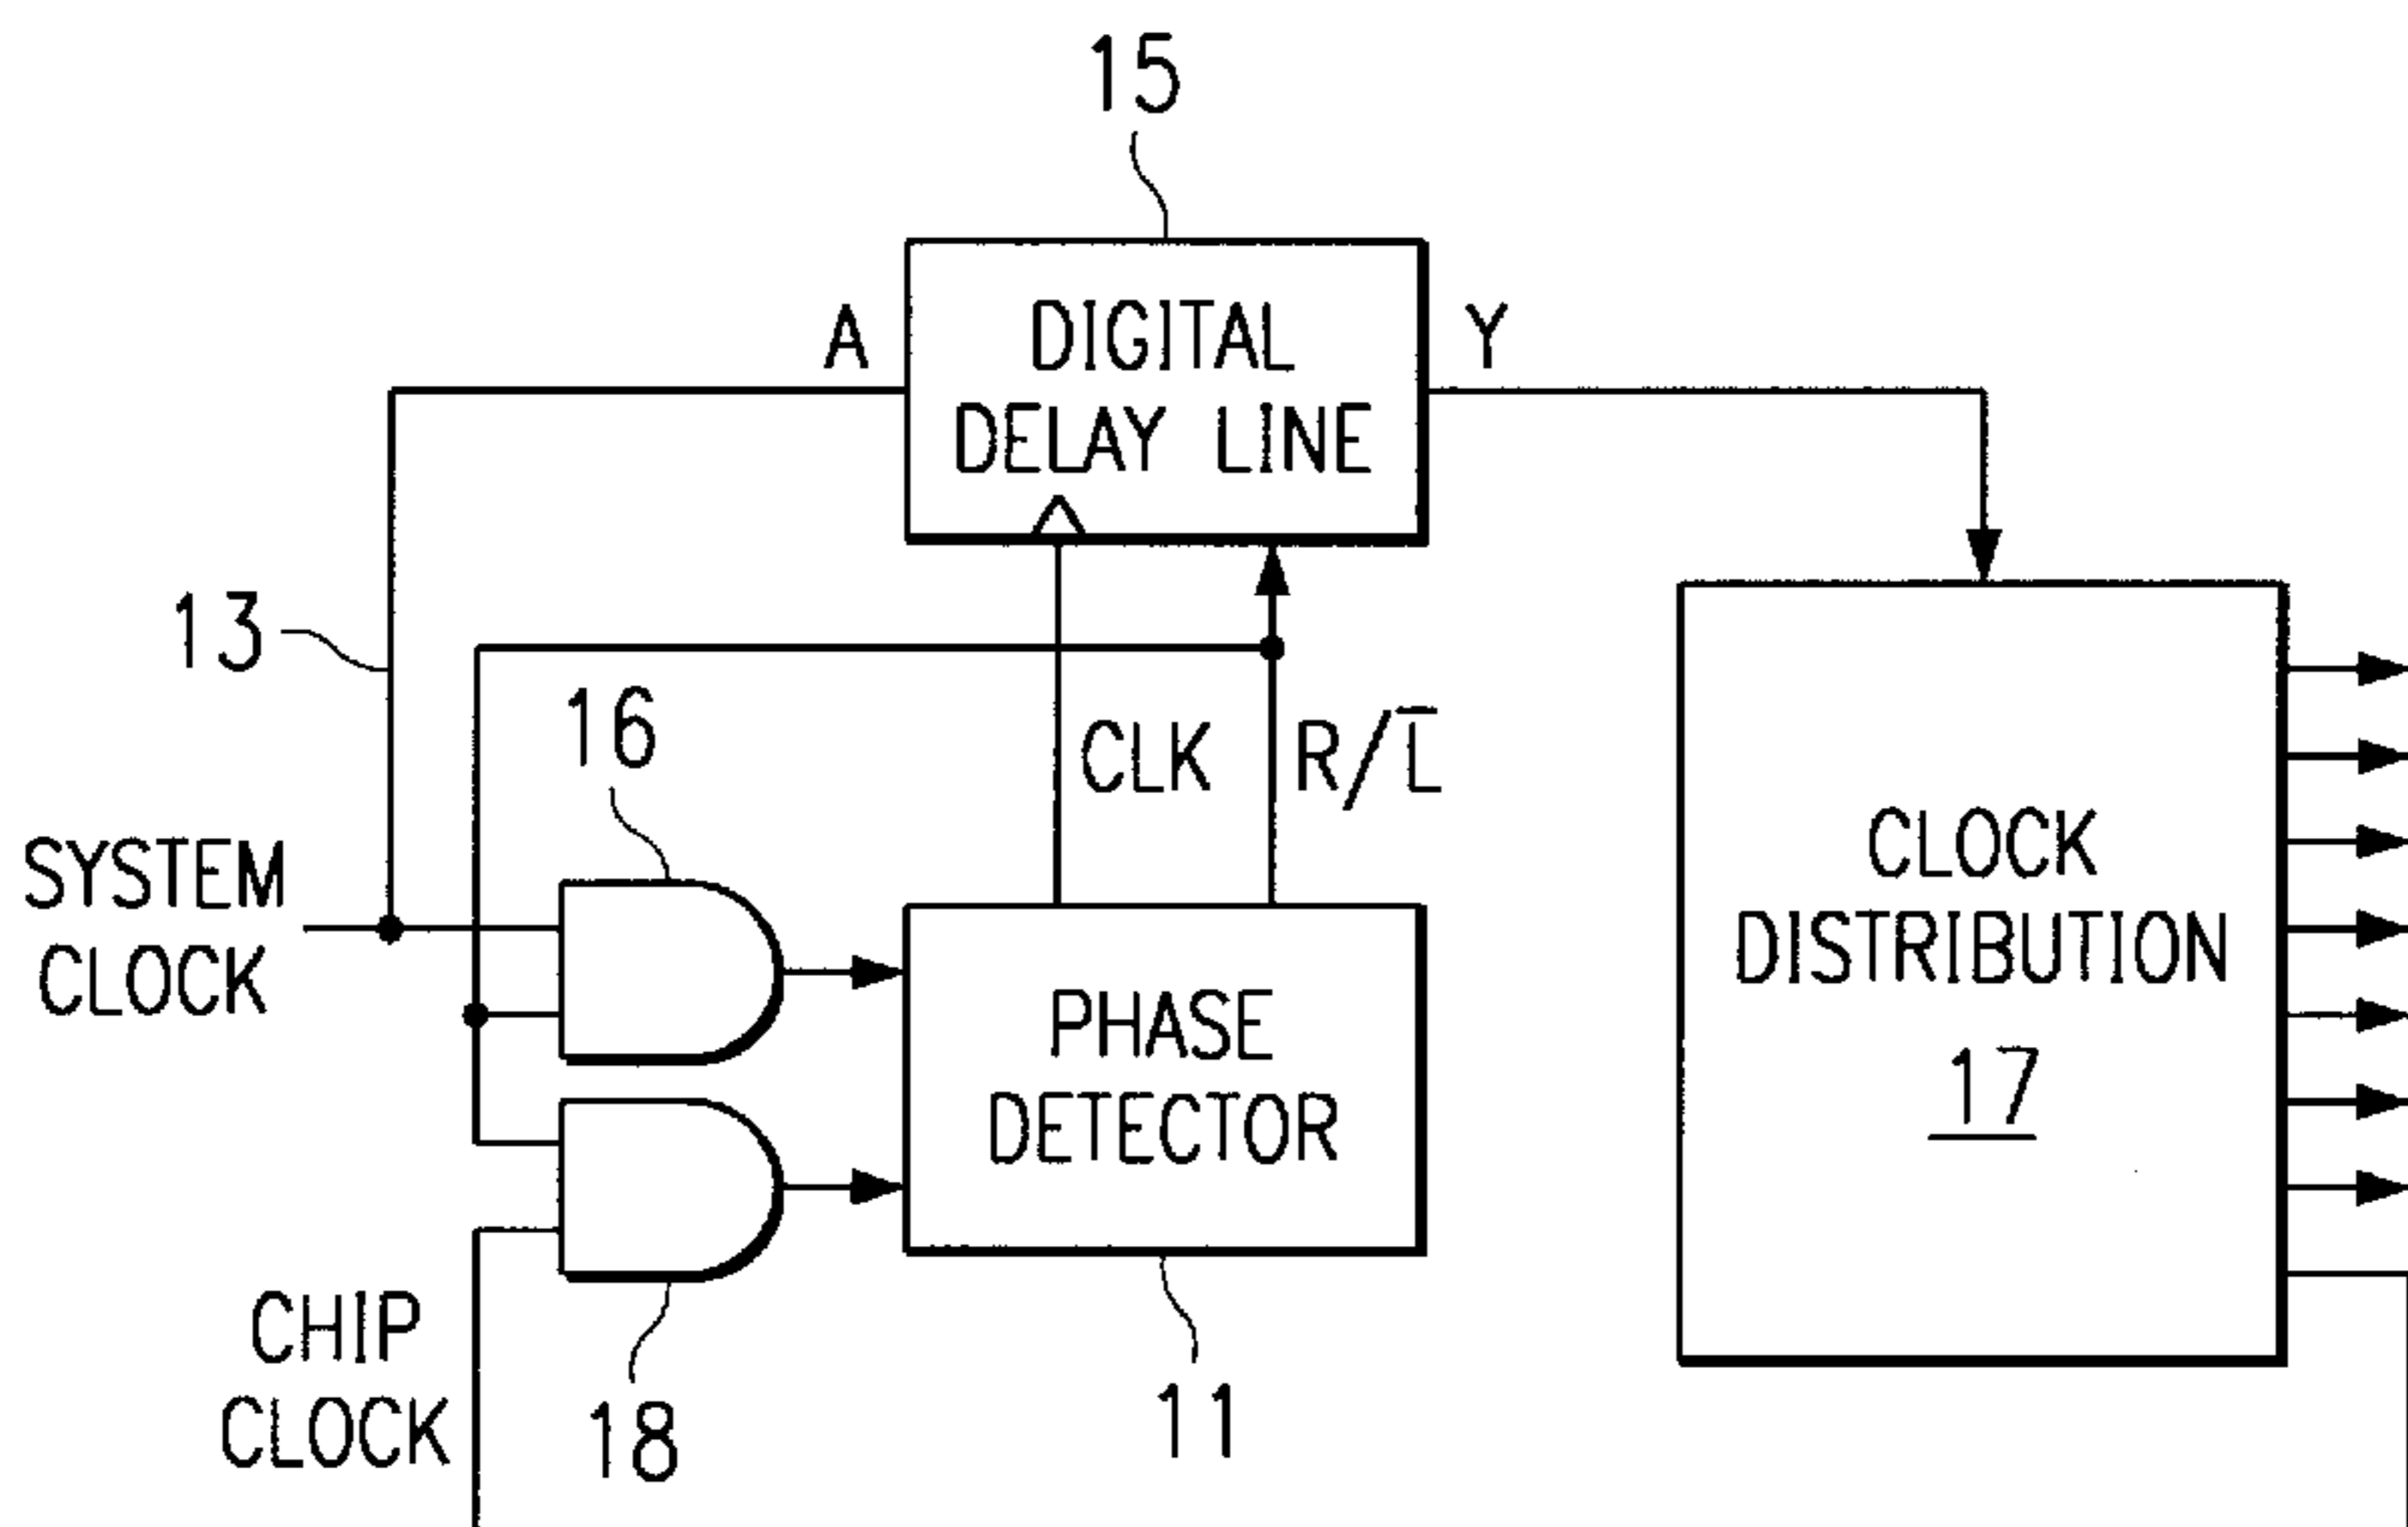 15
A
DIGITAL
DELAY LINE
Y
13
16
CLK
R/L̅
SYSTEM
CLOCK
CLOCK
DISTRIBUTION
17
PHASE
DETECTOR
CHIP
CLOCK
18
11